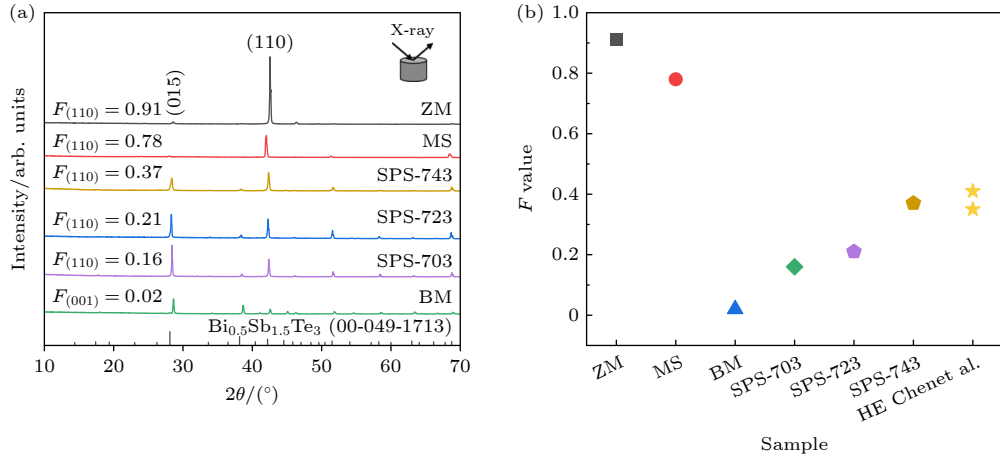 (a)
X-ray
(110)
(015)
F(110) = 0.91
ZM
F(110) = 0.78
MS
F(110) = 0.37
SPS-743
F(110) = 0.21
SPS-723
F(110) = 0.16
SPS-703
F(001) = 0.02
BM
Bi0.5Sb1.5Te3 (00-049-1713)
Intensity/arb. units
10 20 30 40 50 60 70
2θ/(°)
(b)
1.0
0.8
0.6
0.4
0.2
0
F value
ZM
MS
BM
SPS-703
SPS-723
SPS-743
HE Chenet al.
Sample